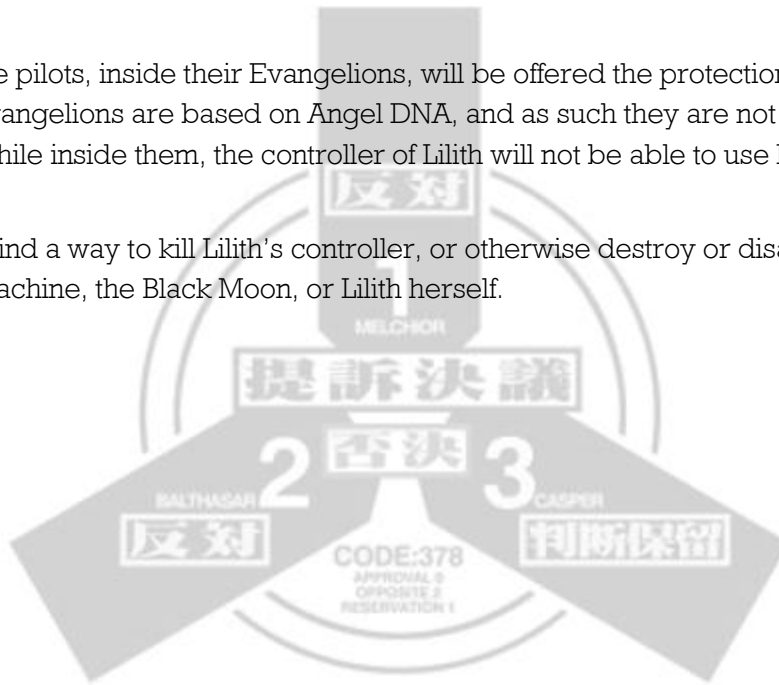 e pilots, inside their Evangelions, will be offered the protection
vangelions are based on Angel DNA, and as such they are not
hile inside them, the controller of Lilith will not be able to use
ind a way to kill Lilith's controller, or otherwise destroy or disa
achine, the Black Moon, or Lilith herself.
反対
1
MELCHIOR
提訴決議
否決
2
3
BALTHASAR
CASPER
反対
判断保留
CODE:378
APPROVAL 0
OPPOSITE 2
RESERVATION 1